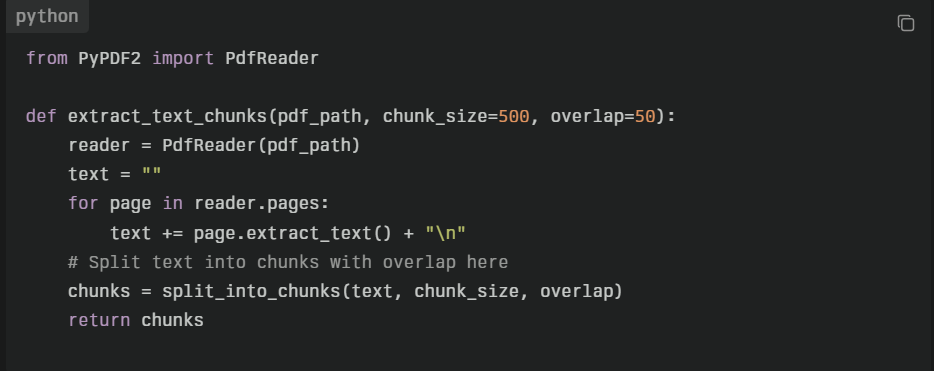 python
from PyPDF2 import PdfReader
def extract_text_chunks(pdf_path, chunk_size=500, overlap=50):
    reader = PdfReader(pdf_path)
    text = ""
    for page in reader.pages:
        text += page.extract_text() + "\n"
    # Split text into chunks with overlap here
    chunks = split_into_chunks(text, chunk_size, overlap)
    return chunks